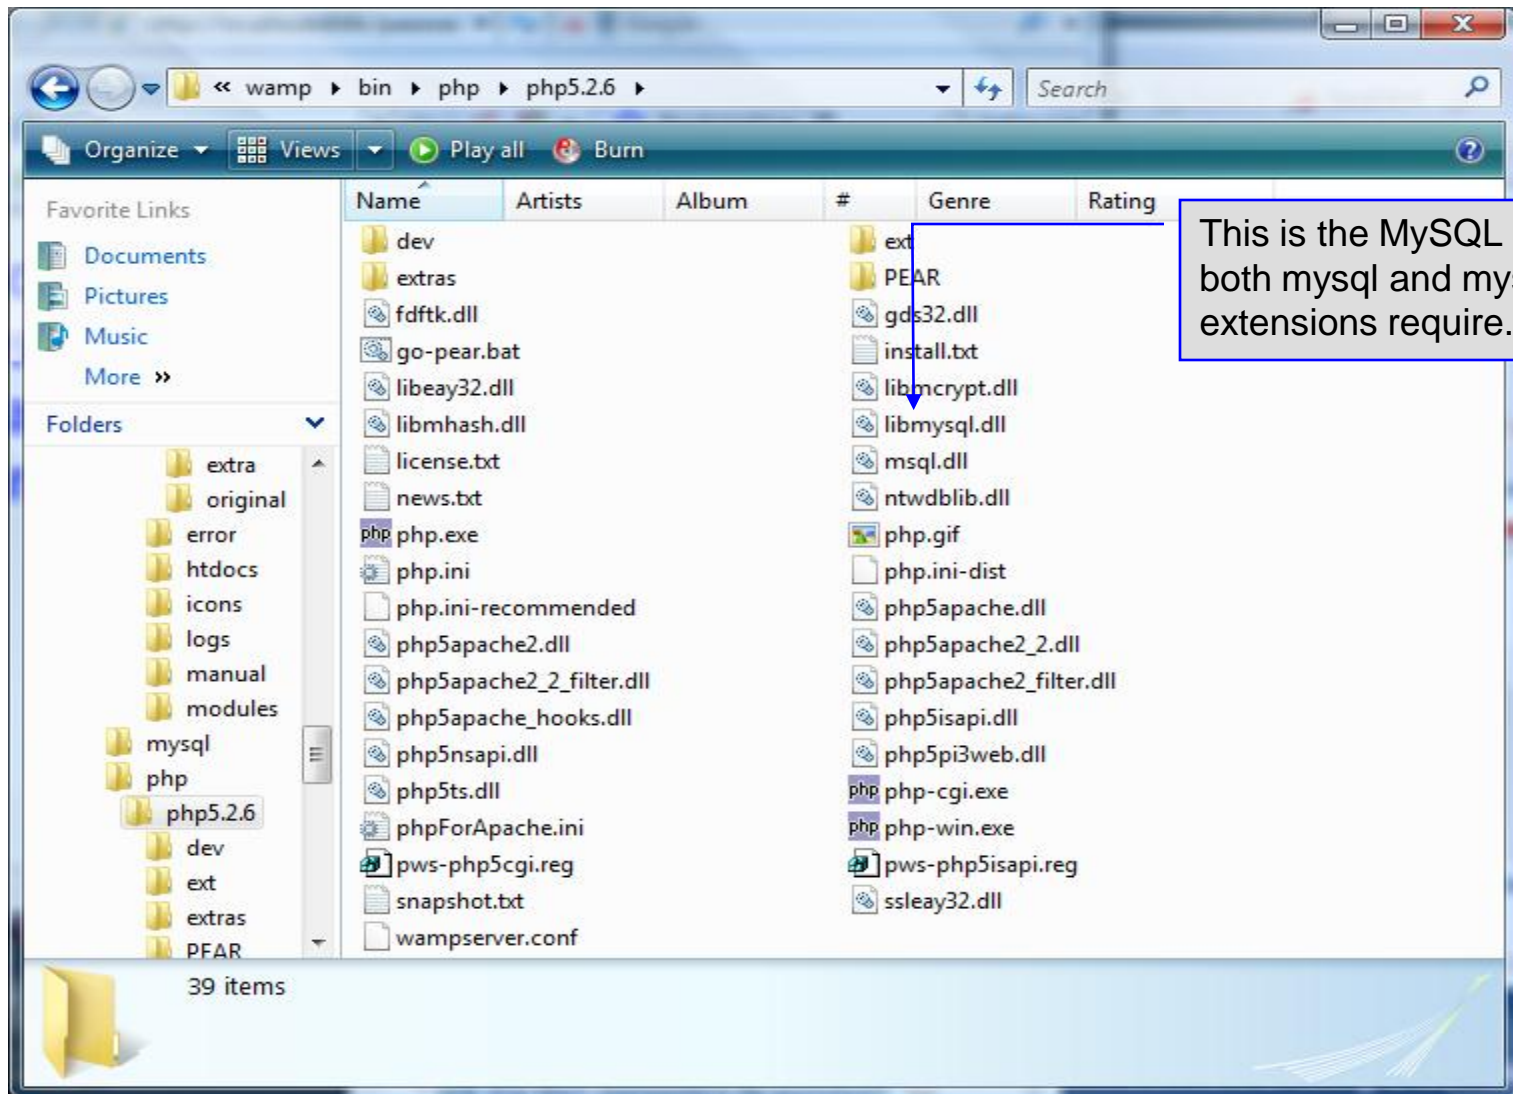 « wamp ▸ bin ▸ php ▸ php5.2.6 ▸
Search
Organize Views Play all Burn
Favorite Links
Documents
Pictures
Music
More »
Folders
extra
original
error
htdocs
icons
logs
manual
modules
mysql
php
php5.2.6
dev
ext
extras
PEAR
Name Artists Album # Genre Rating
dev ext
extras PEAR
fdftk.dll gds32.dll
go-pear.bat install.txt
libeay32.dll libmcrypt.dll
libmhash.dll libmysql.dll
license.txt msql.dll
news.txt ntwdblib.dll
php php.exe php.gif
php.ini php.ini-dist
php.ini-recommended php5apache.dll
php5apache2.dll php5apache2_2.dll
php5apache2_2_filter.dll php5apache2_filter.dll
php5apache_hooks.dll php5isapi.dll
php5nsapi.dll php5pi3web.dll
php5ts.dll php php-cgi.exe
phpForApache.ini php php-win.exe
pws-php5cgi.reg pws-php5isapi.reg
snapshot.txt ssleay32.dll
wampserver.conf
This is the MySQL
both mysql and mys
extensions require.
39 items